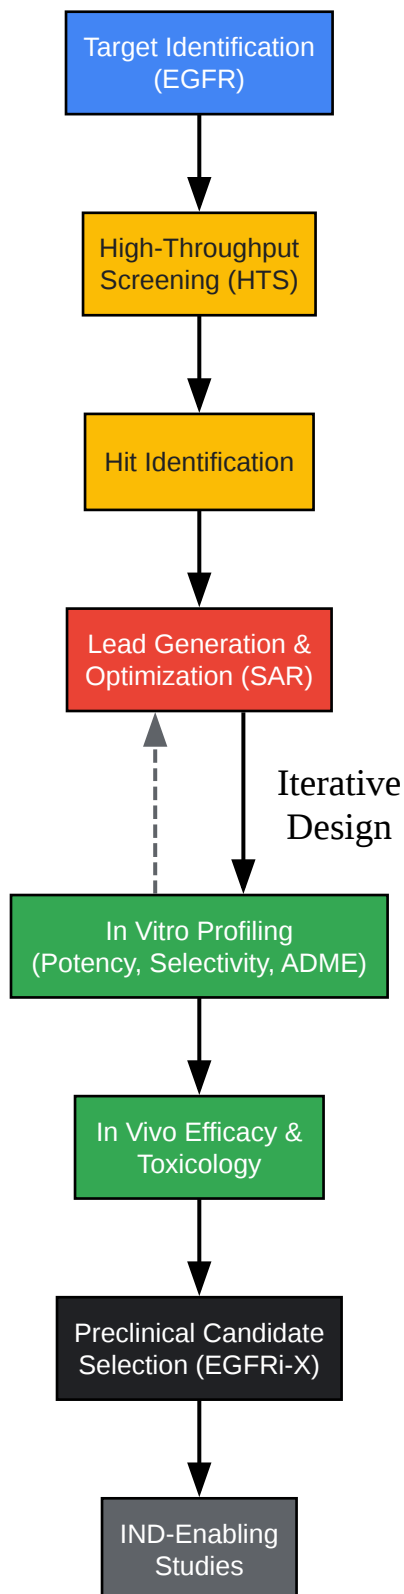 Target Identification
(EGFR)
High-Throughput
Screening (HTS)
Hit Identification
Lead Generation &
Optimization (SAR)
Iterative
Design
In Vitro Profiling
(Potency, Selectivity, ADME)
In Vivo Efficacy &
Toxicology
Preclinical Candidate
Selection (EGFRi-X)
IND-Enabling
Studies